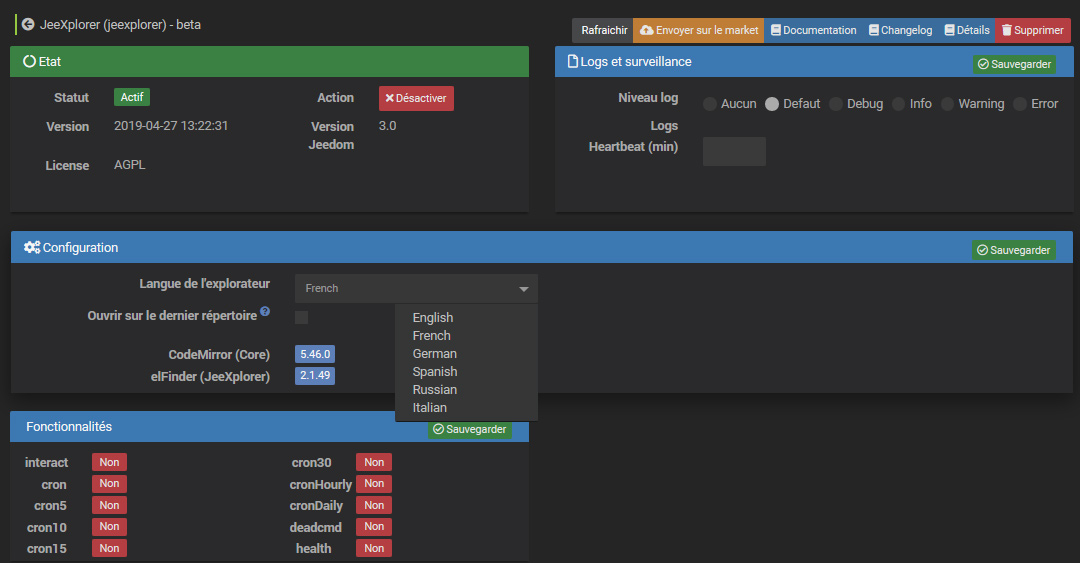 JeeXplorer (jeexplorer) - beta
Rafraichir Envoyer sur le market Documentation Changelog Détails Supprimer
Etat
Statut Actif Action Désactiver
Version 2019-04-27 13:22:31 Version Jeedom 3.0
License AGPL
Logs et surveillance Sauvegarder
Niveau log Aucun Defaut Debug Info Warning Error
Logs
Heartbeat (min)
Configuration Sauvegarder
Langue de l'explorateur French
Ouvrir sur le dernier répertoire ?
CodeMirror (Core) 5.46.0
elFinder (JeeXplorer) 2.1.49
English
French
German
Spanish
Russian
Italian
Fonctionnalités Sauvegarder
interact Non cron30 Non
cron Non cronHourly Non
cron5 Non cronDaily Non
cron10 Non deadcmd Non
cron15 Non health Non